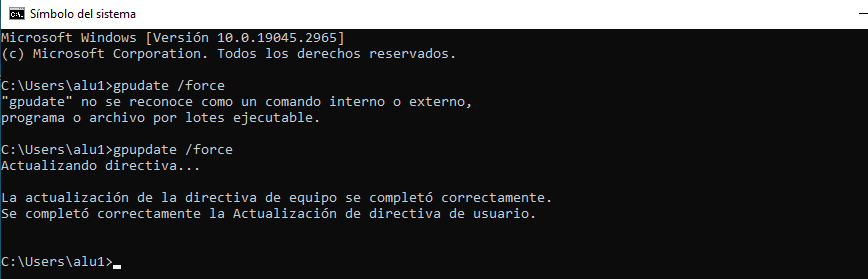 Símbolo del sistema
Microsoft Windows [Versión 10.0.19045.2965]
(c) Microsoft Corporation. Todos los derechos reservados.
C:\Users\alu1>gpudate /force
"gpudate" no se reconoce como un comando interno o externo,
programa o archivo por lotes ejecutable.
C:\Users\alu1>gpupdate /force
Actualizando directiva...
La actualización de la directiva de equipo se completó correctamente.
Se completó correctamente la Actualización de directiva de usuario.
C:\Users\alu1>